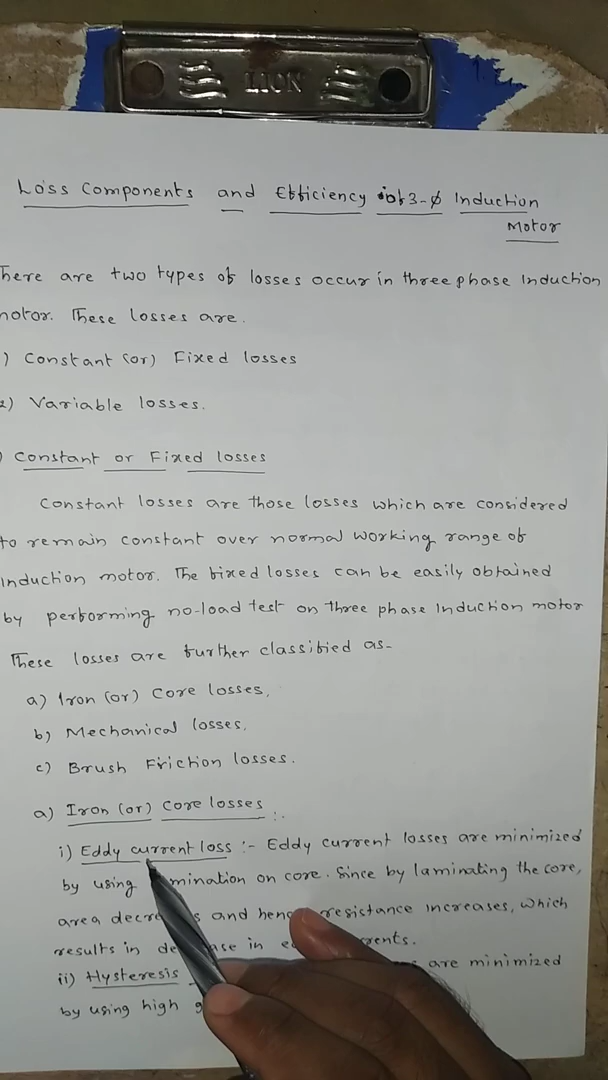 LION
Loss Components and Efficiency of 3-ϕ Induction
Motor
There are two types of losses occur in three phase Induction
motor. These losses are.
1) Constant (or) Fixed losses
2) Variable losses.
1) Constant or Fixed losses
Constant losses are those losses which are considered
to remain constant over normal working range of
Induction motor. The fixed losses can be easily obtained
by performing no-load test on three phase Induction motor
These losses are further classified as-
a) Iron (or) Core losses,
b) Mechanical losses,
c) Brush Friction losses.
a) Iron (or) Core losses :.
i) Eddy current loss :- Eddy current losses are minimized
by using on core. Since by laminating the core,
area and resistance increases, which
results in in
ii) Hysteresis are minimized
by using high